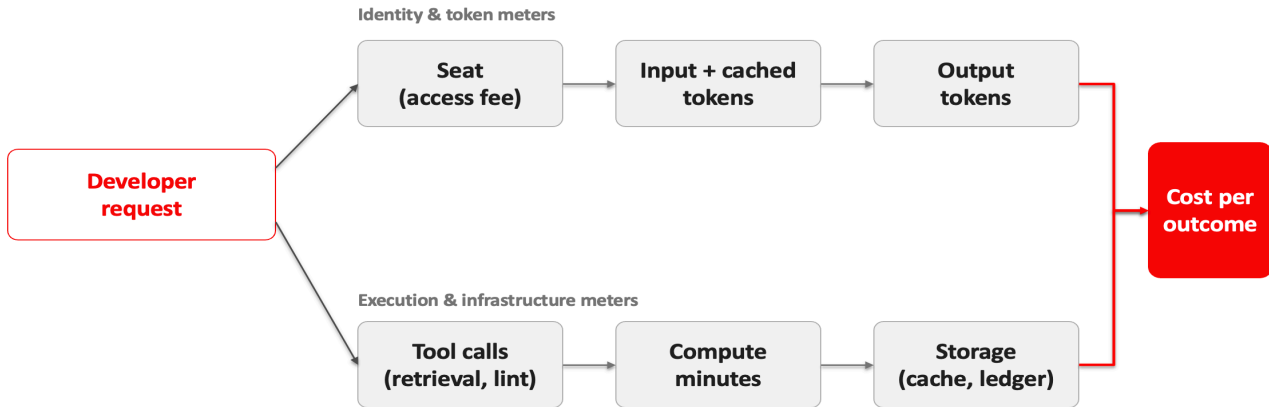 Identity & token meters
Seat
(access fee)
Input + cached
tokens
Output
tokens
Developer
request
Cost per
outcome
Execution & infrastructure meters
Tool calls
(retrieval, lint)
Compute
minutes
Storage
(cache, ledger)